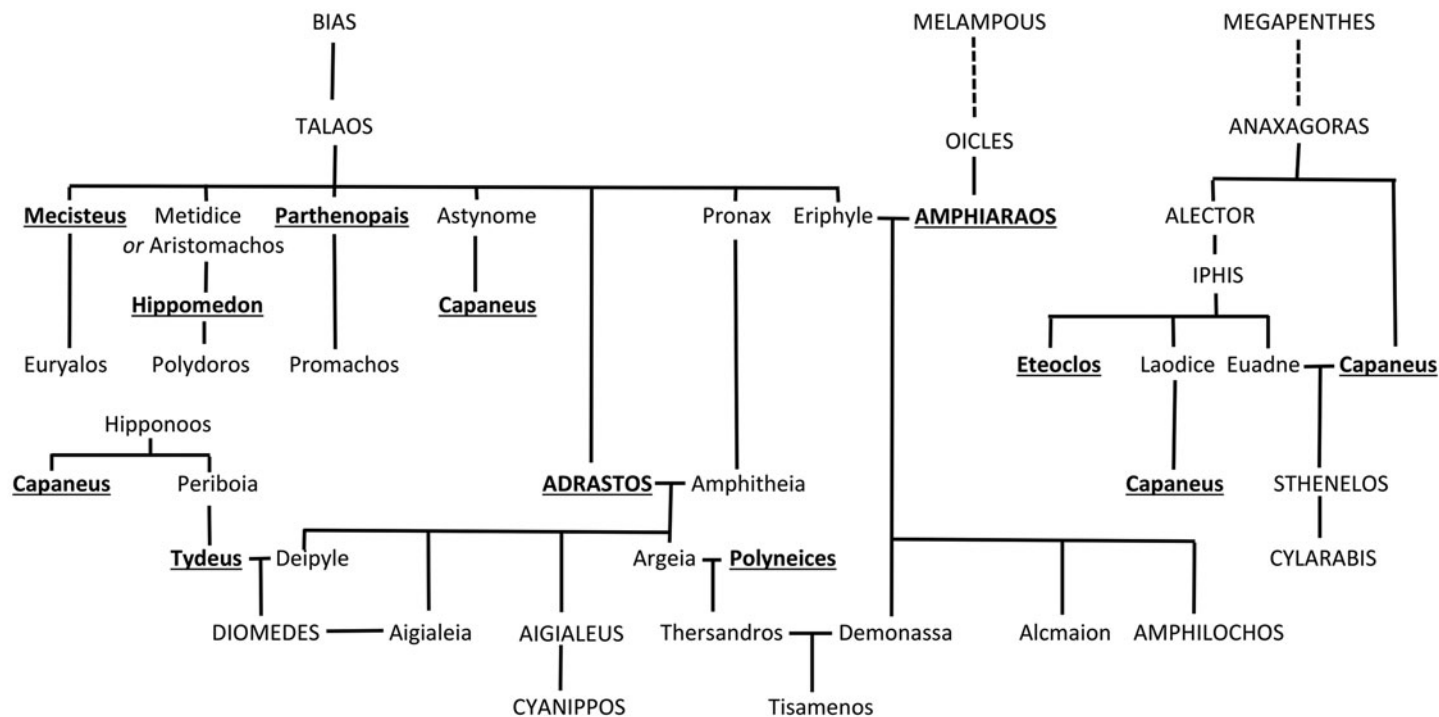 BIAS MELAMPOUS MEGAPENTHES
TALAOS OICLES ANAXAGORAS
Mecisteus Metidice Parthenopais Astynome Pronax Eriphyle AMPHIARAOS ALECTOR
or Aristomachos
IPHIS
Hippomedon Capaneus
Euryalos Polydoros Promachos Eteoclos Laodice Euadne Capaneus
Hipponoos
Capaneus Periboia ADRASTOS Amphitheia Capaneus STHENELOS
Tydeus Deipyle Argeia Polyneices CYLARABIS
DIOMEDES Aigialeia AIGIALEUS Thersandros Demonassa Alcmaion AMPHILOCHOS
CYANIPPOS Tisamenos